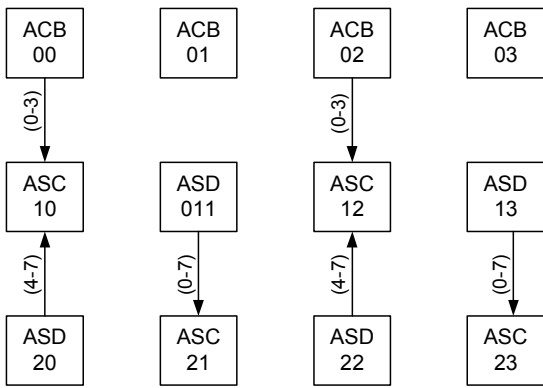 ACB
00
ACB
01
ACB
02
ACB
03
(0-3)
(0-3)
ASC
10
ASD
011
ASC
12
ASD
13
(4-7)
(0-7)
(4-7)
(0-7)
ASD
20
ASC
21
ASD
22
ASC
23